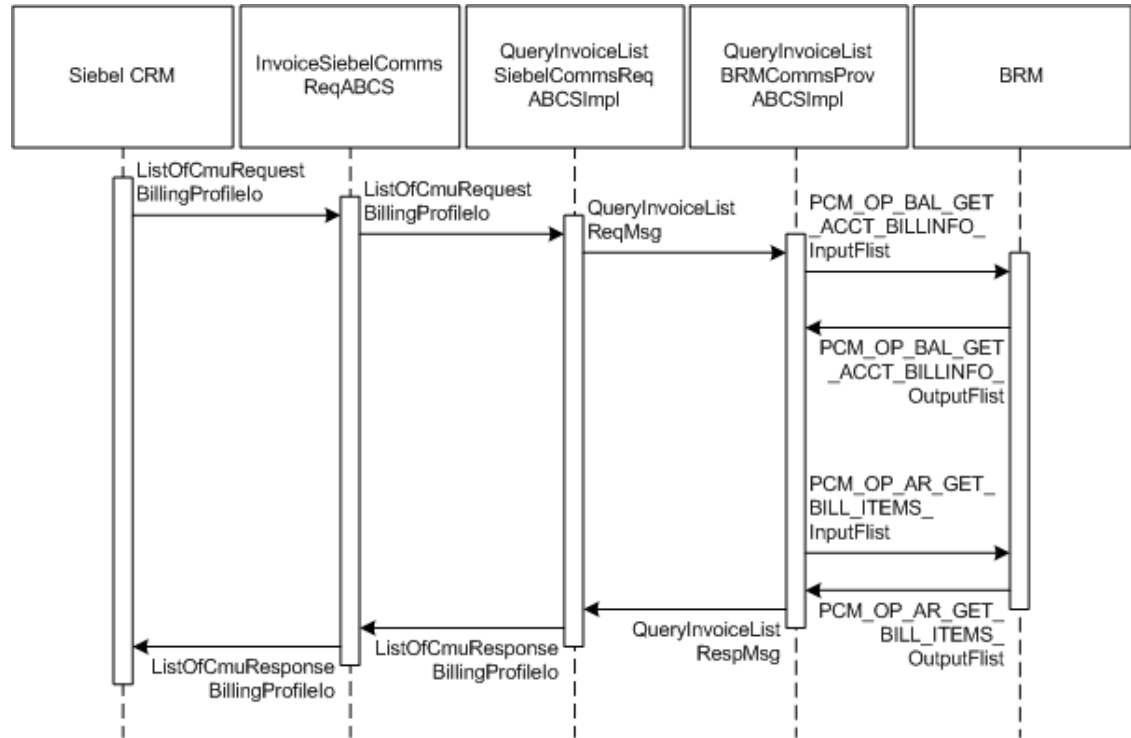 Siebel CRM
InvoiceSiebelComms
ReqABCS
QueryInvoiceList
SiebelCommsReq
ABCSImpl
QueryInvoiceList
BRMCommsProv
ABCSImpl
BRM
ListOfCmuRequest
BillingProfileIo
ListOfCmuRequest
BillingProfileIo
QueryInvoiceList
ReqMsg
PCM_OP_BAL_GET
_ACCT_BILLINFO_
InputFlist
PCM_OP_BAL_GET
_ACCT_BILLINFO_
OutputFlist
PCM_OP_AR_GET_
BILL_ITEMS_
InputFlist
PCM_OP_AR_GET_
BILL_ITEMS_
OutputFlist
QueryInvoiceList
RespMsg
ListOfCmuResponse
BillingProfileIo
ListOfCmuResponse
BillingProfileIo